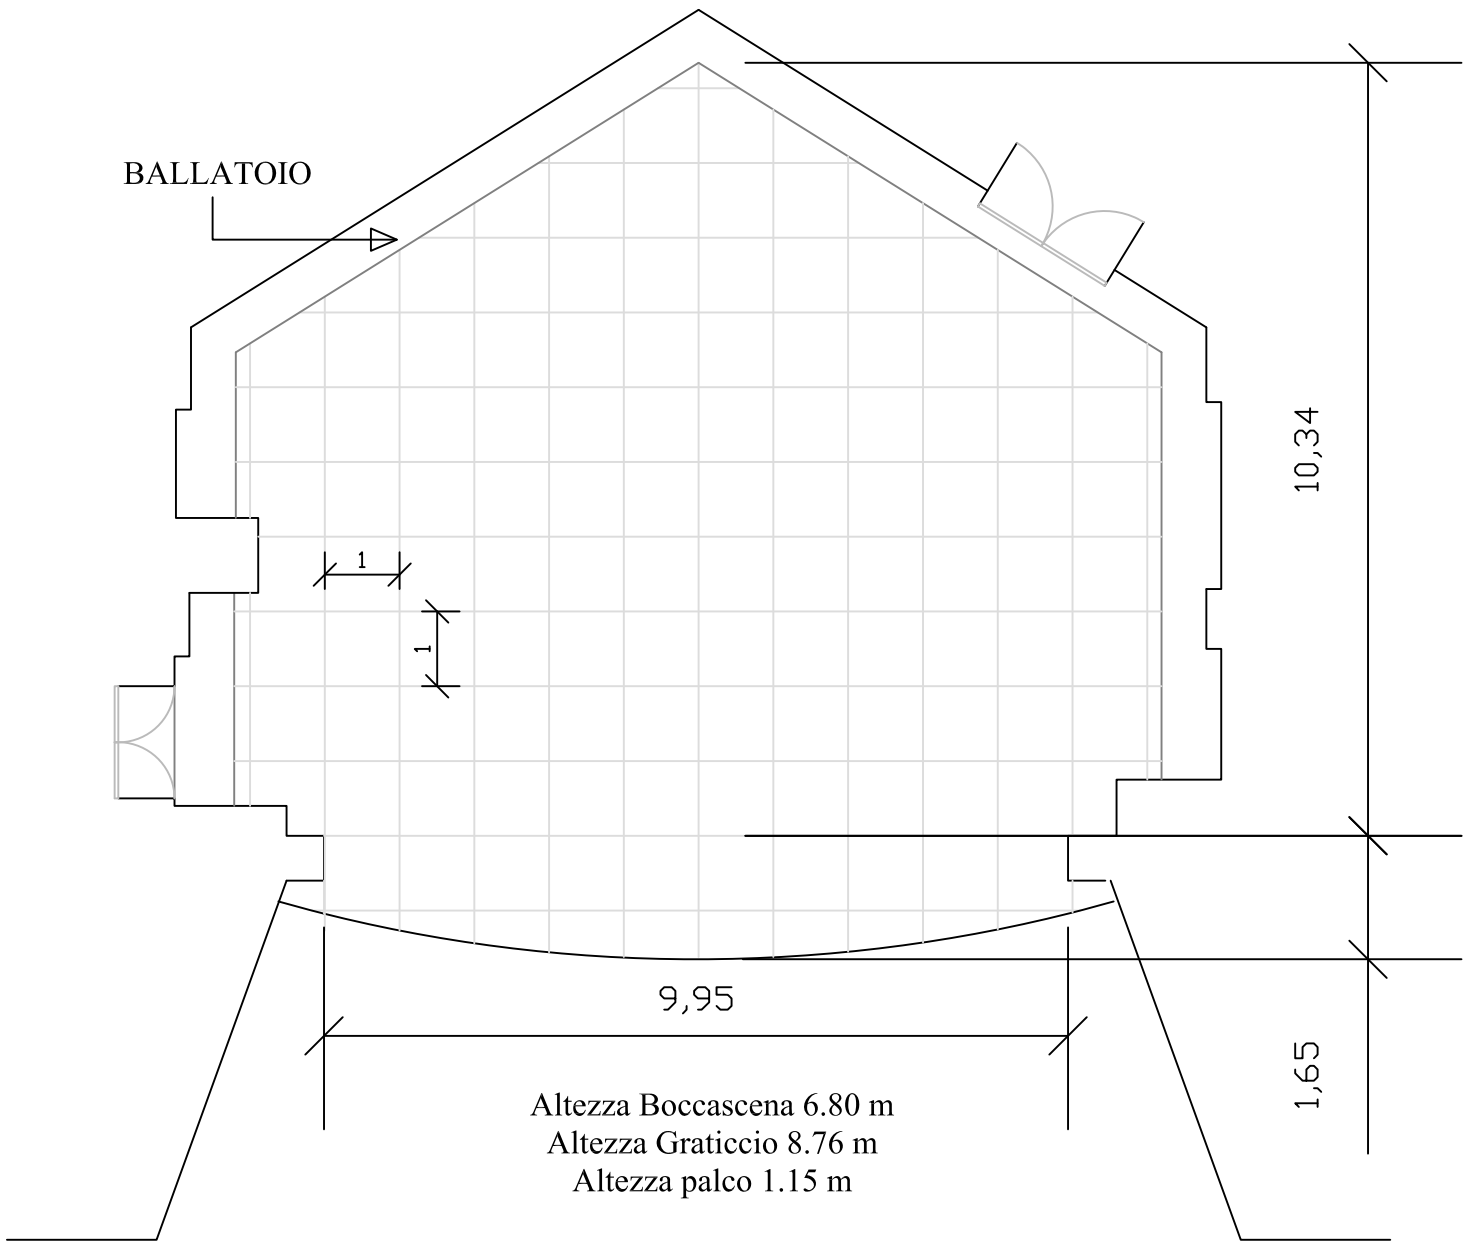 BALLATOIO
10,34
1
1
9,95
1,65
Altezza Boccascena 6.80 m
Altezza Graticcio 8.76 m
Altezza palco 1.15 m